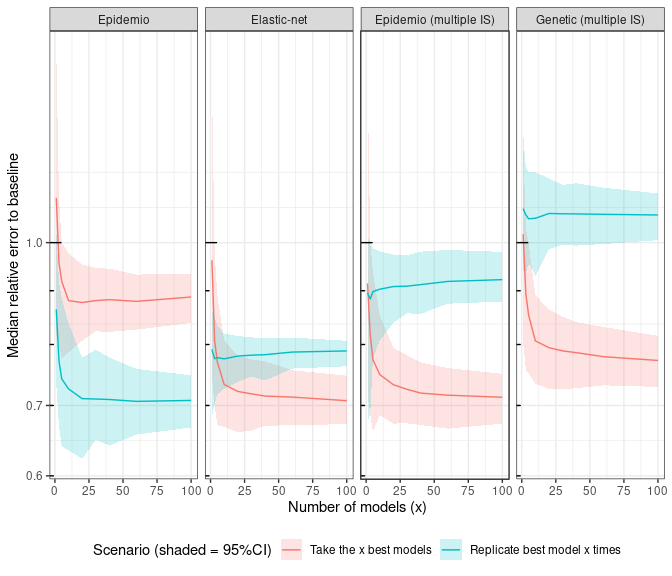 Epidemio Elastic-net Epidemio (multiple IS) Genetic (multiple IS)
Median relative error to baseline
1.0
0.7
0.6
0 25 50 75 100 0 25 50 75 100 0 25 50 75 100 0 25 50 75 100
Number of models (x)
Scenario (shaded = 95%CI) Take the x best models Replicate best model x times